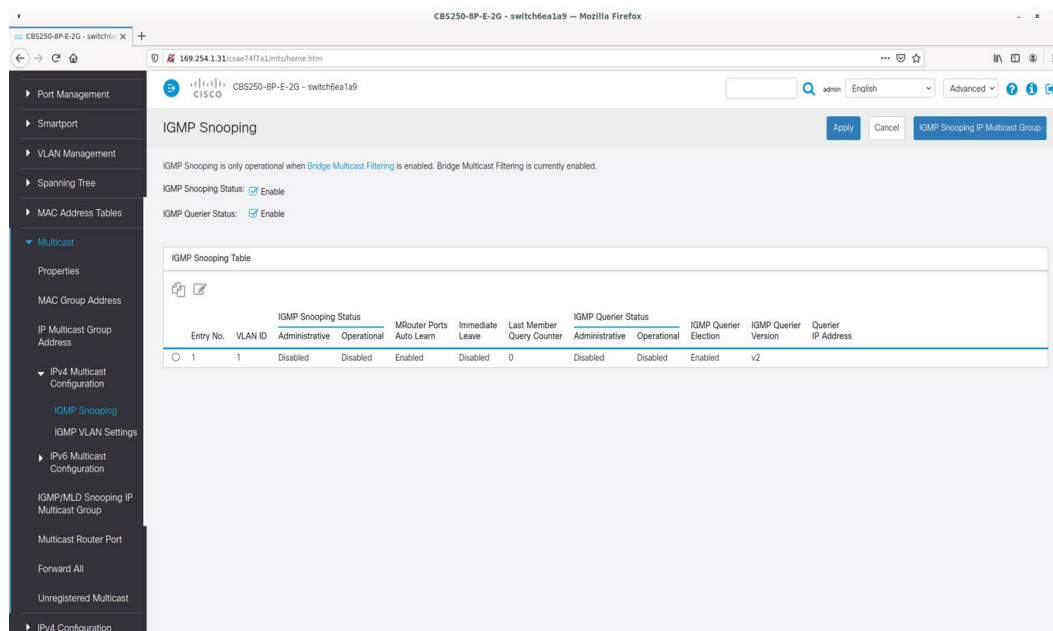 CBS250-8P-E-2G - switch6ea1a9 — Mozilla Firefox
CBS250-8P-E-2G - switch6
169.254.1.31/csae74f7a1/mts/home.htm
Port Management
Smartport
VLAN Management
Spanning Tree
MAC Address Tables
Multicast
Properties
MAC Group Address
IP Multicast Group
Address
IPv4 Multicast
Configuration
IGMP Snooping
IGMP VLAN Settings
IPv6 Multicast
Configuration
IGMP/MLD Snooping IP
Multicast Group
Multicast Router Port
Forward All
Unregistered Multicast
IPv4 Configuration
CISCO CBS250-8P-E-2G - switch6ea1a9
admin English Advanced
IGMP Snooping
Apply Cancel IGMP Snooping IP Multicast Group
IGMP Snooping is only operational when Bridge Multicast Filtering is enabled. Bridge Multicast Filtering is currently enabled.
IGMP Snooping Status: Enable
IGMP Querier Status: Enable
IGMP Snooping Table
IGMP Snooping Status IGMP Querier Status
MRouter Ports Immediate Last Member IGMP Querier IGMP Querier Querier
Entry No. VLAN ID Administrative Operational Auto Learn Leave Query Counter Administrative Operational Election Version IP Address
1 1 Disabled Disabled Enabled Disabled 0 Disabled Disabled Enabled v2